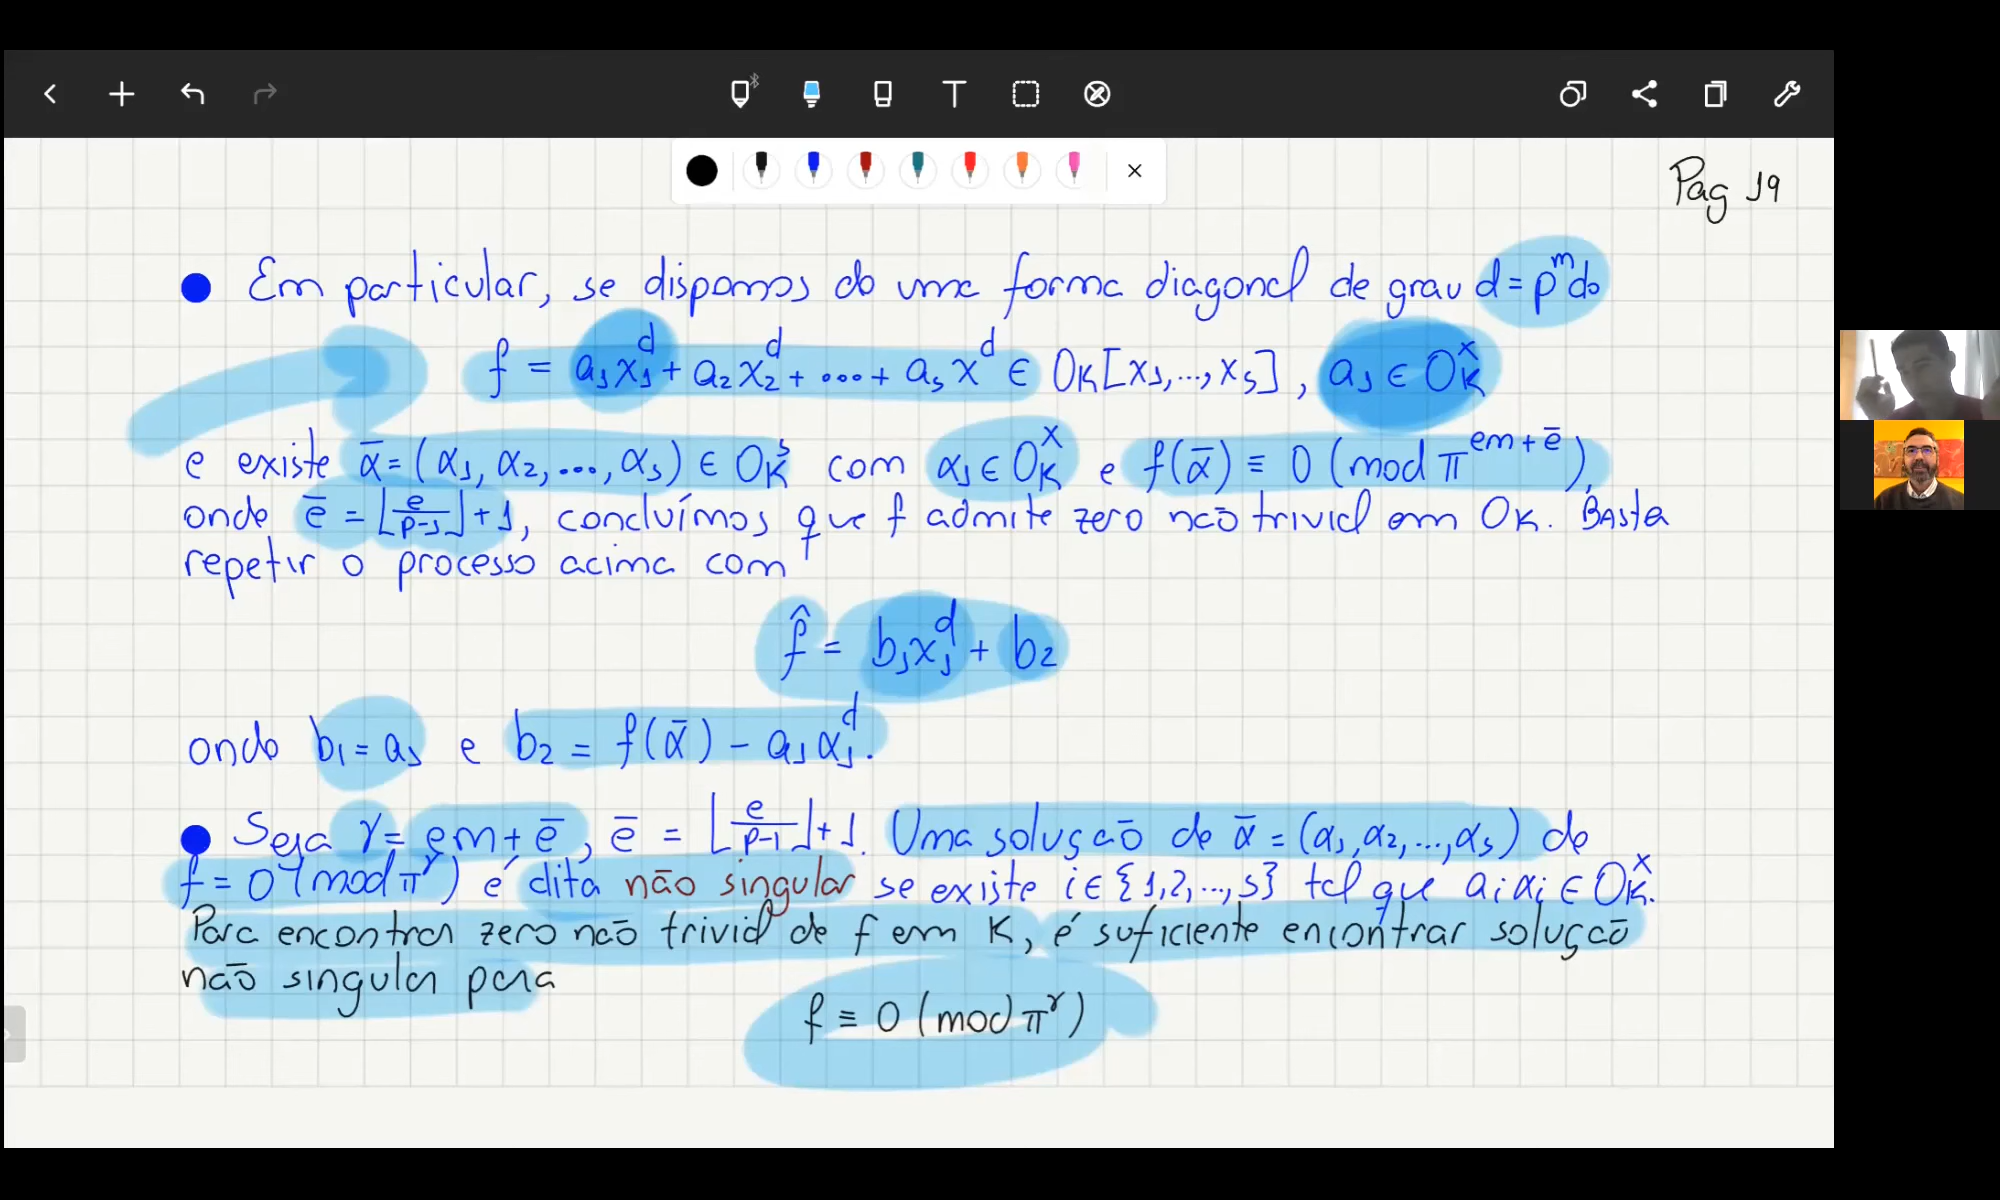 Pag 19
● Em particular, se dispomos de uma forma diagonal de grau d = p^m d₀
f = a₁x₁^d + a₂x₂^d + ... + aₛx^d ∈ O_K[x₁,...,xₛ], a₁ ∈ O_K^x
e existe ᾱ = (α₁, α₂, ..., αₛ) ∈ O_K^s com α₁ ∈ O_K^x e f(ᾱ) ≡ 0 (mod π^{em+ē}),
onde ē = ⌊e/(p-1)⌋ + 1, concluímos que f admite zero não trivial em O_K. Basta
repetir o processo acima com
f̂ = b₁x₁^d + b₂
onde b₁ = a₁ e b₂ = f(ᾱ) - a₁α₁^d.
● Seja γ = em + ē, ē = ⌊e/(p-1)⌋ + 1. Uma solução de ᾱ = (α₁, α₂, ..., αₛ) de
f = 0 (mod π^γ) é dita não singular se existe i ∈ {1,2,...,s} tal que aᵢαᵢ ∈ O_K^x.
Para encontrar zero não trivial de f em K, é suficiente encontrar solução
não singular para
f ≡ 0 (mod π^γ)